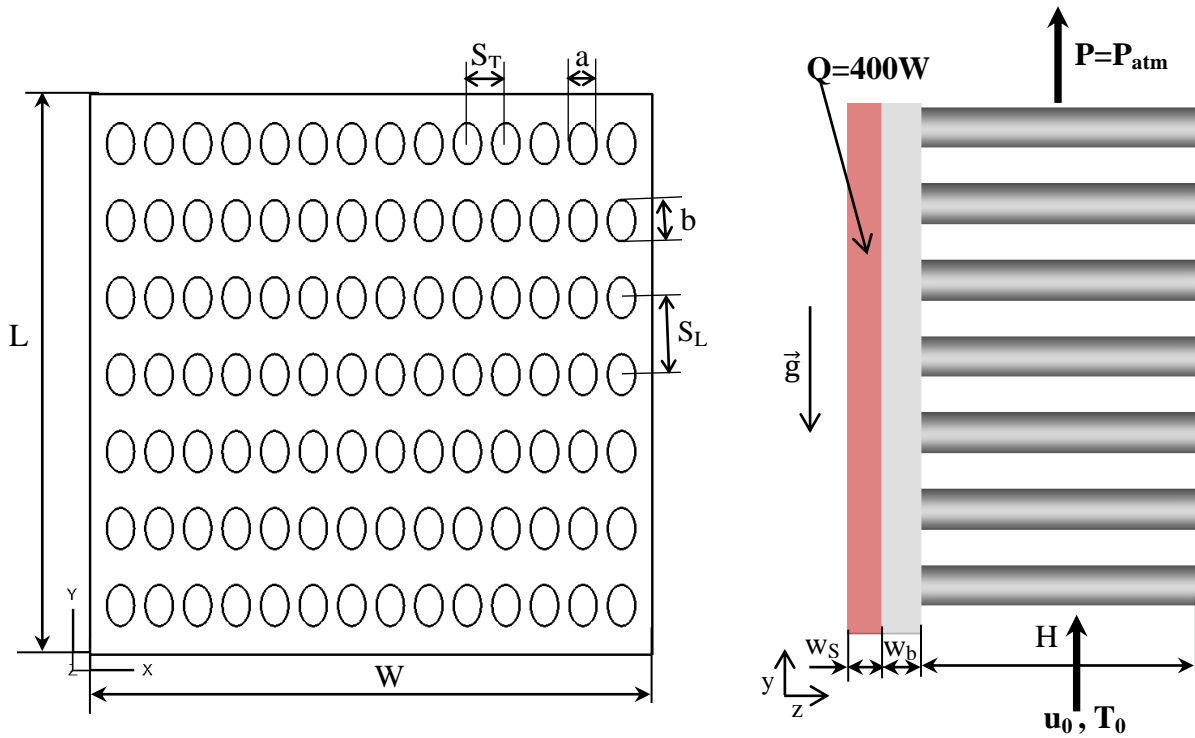 S_T
a
b
L
S_L
Y
Z
X
W
Q=400W
P=P_atm
g⃗
w_S
w_b
H
y
z
u_0 , T_0